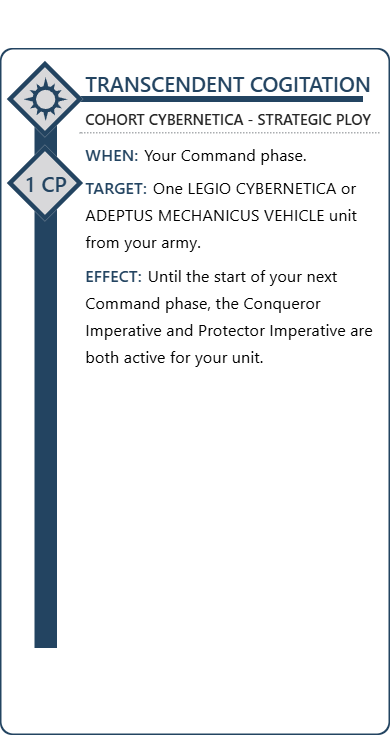 TRANSCENDENT COGITATION
COHORT CYBERNETICA - STRATEGIC PLOY
1 CP
WHEN: Your Command phase.
TARGET: One LEGIO CYBERNETICA or
ADEPTUS MECHANICUS VEHICLE unit
from your army.
EFFECT: Until the start of your next
Command phase, the Conqueror
Imperative and Protector Imperative are
both active for your unit.